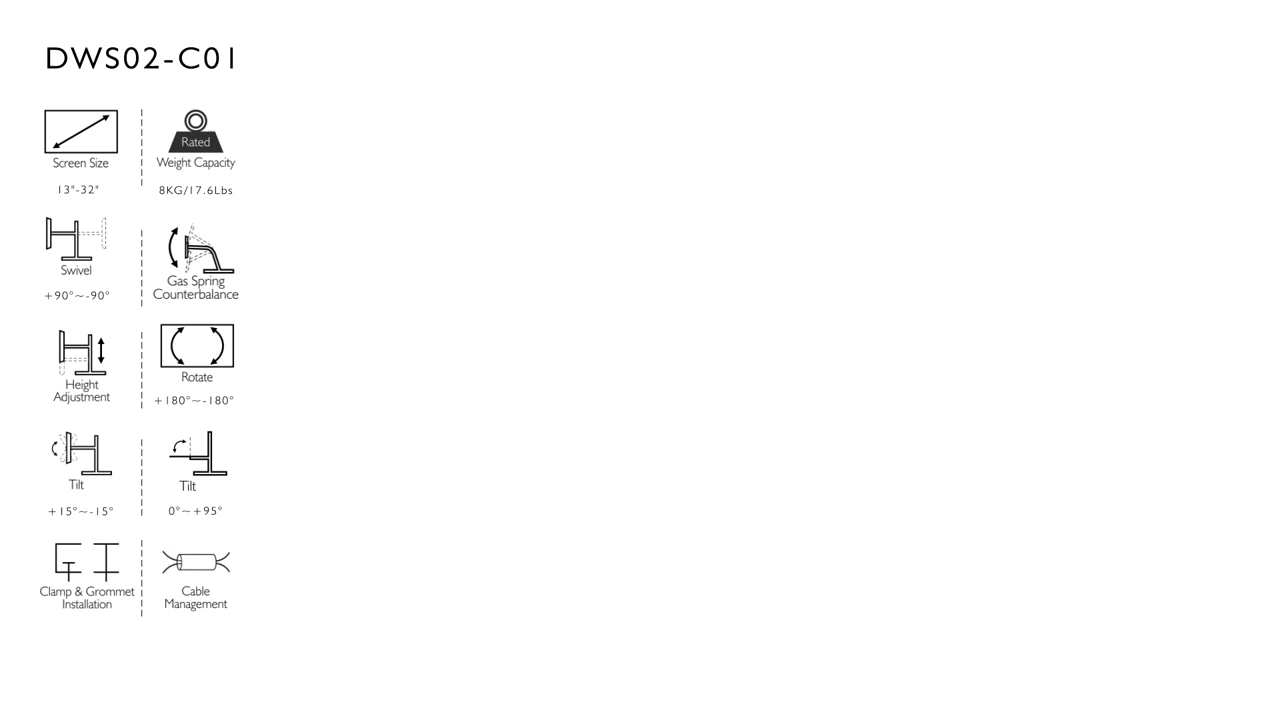 DWS02-C01
Rated
Screen Size
Weight Capacity
13"-32"
8KG/17.6Lbs
Swivel
Gas Spring
Counterbalance
+90°~-90°
Height
Adjustment
Rotate
+180°~-180°
Tilt
Tilt
+15°~-15°
0°~+95°
Clamp & Grommet
Installation
Cable
Management